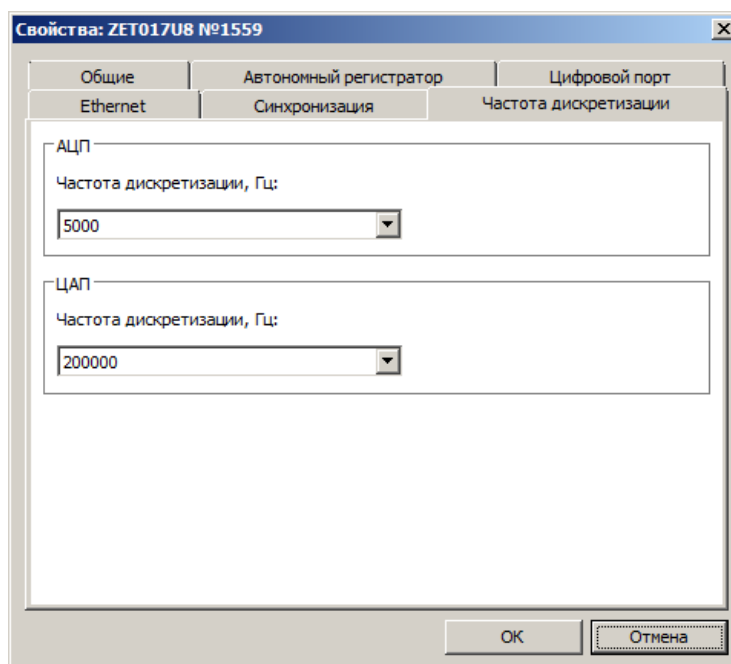 Свойства: ZET017U8 №1559
Общие
Автономный регистратор
Цифровой порт
Ethernet
Синхронизация
Частота дискретизации
АЦП
Частота дискретизации, Гц:
5000
ЦАП
Частота дискретизации, Гц:
200000
OK
Отмена